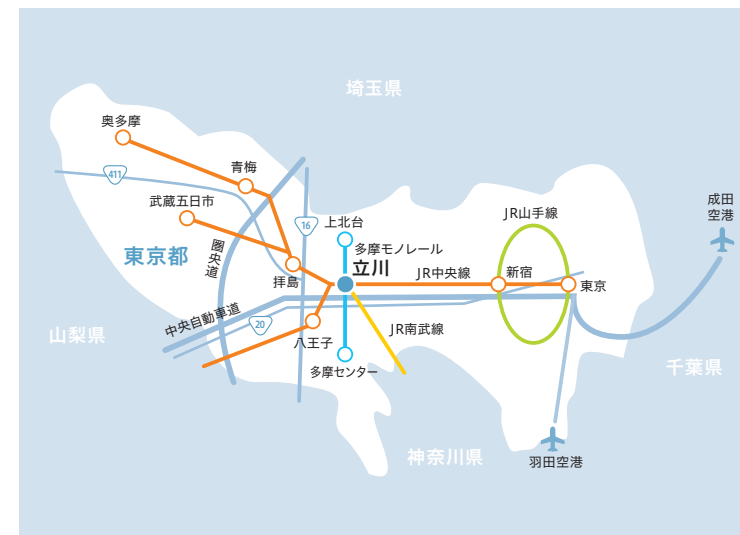 埼玉県
奥多摩
青梅
411
武蔵五日市
成田
空港
JR山手線
16
上北台
多摩モノレール
東京都
圏央道
立川
拝島
JR中央線
新宿
東京
中央自動車道
20
山梨県
八王子
JR南武線
多摩センター
千葉県
神奈川県
羽田空港